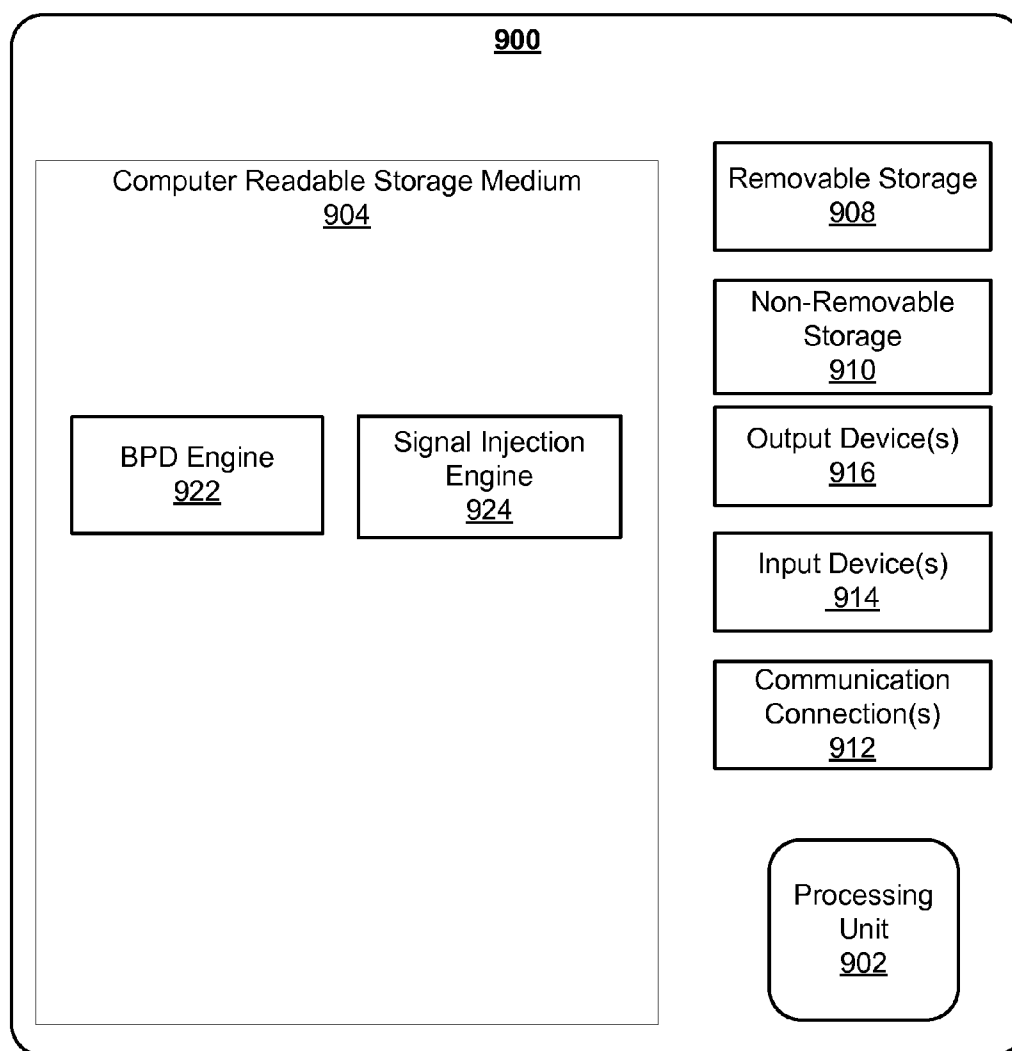 900
Computer Readable Storage Medium
904
BPD Engine
922
Signal Injection
Engine
924
Removable Storage
908
Non-Removable
Storage
910
Output Device(s)
916
Input Device(s)
914
Communication
Connection(s)
912
Processing
Unit
902